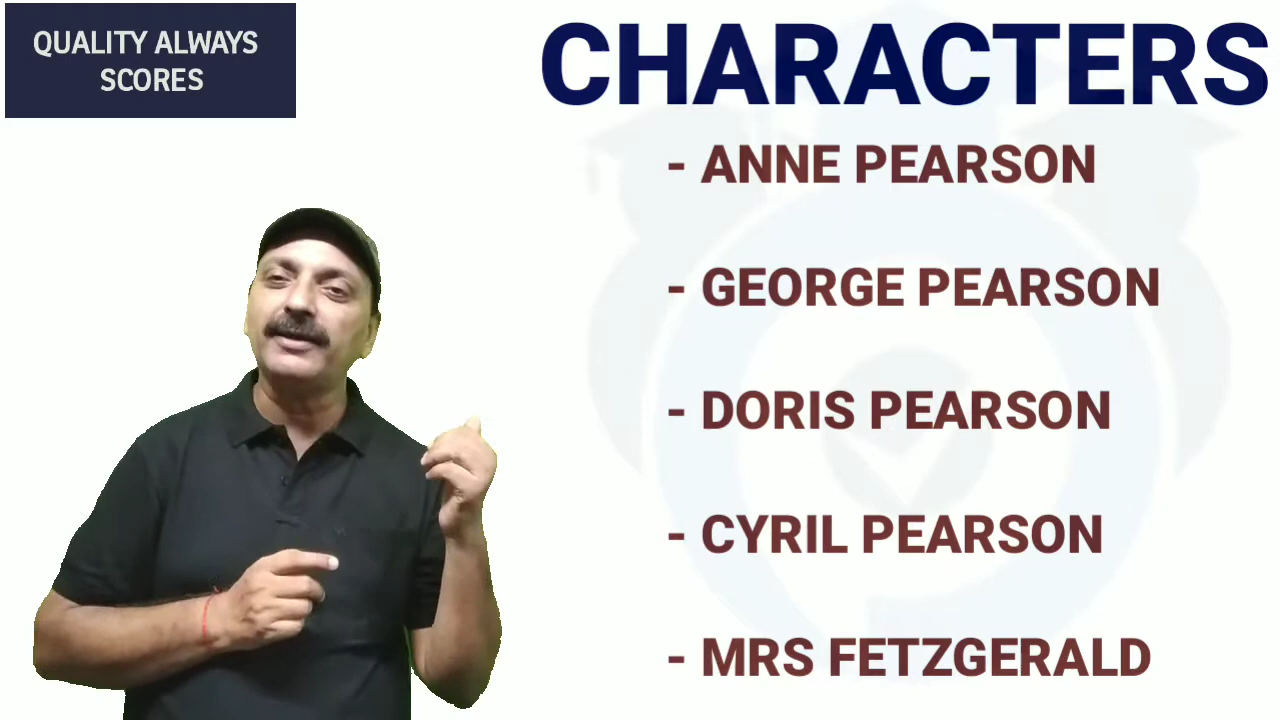 QUALITY ALWAYS
SCORES
CHARACTERS
- ANNE PEARSON
- GEORGE PEARSON
- DORIS PEARSON
- CYRIL PEARSON
- MRS FETZGERALD